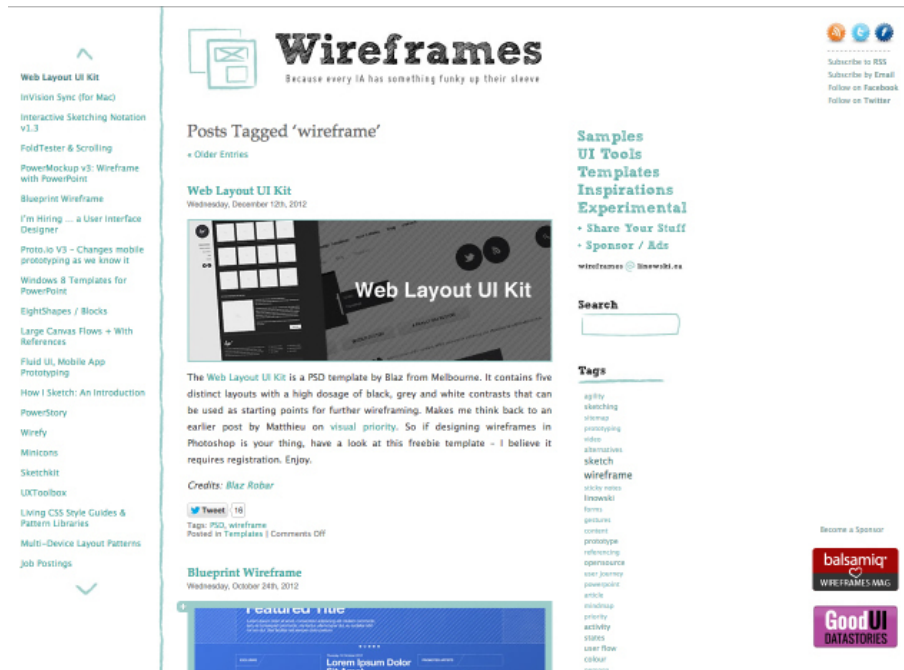 Web Layout UI Kit
InVision Sync (for Mac)
Interactive Sketching Notation
v1.3
FoldTester & Scrolling
PowerMockup v3: Wireframe
with PowerPoint
Blueprint Wireframe
I'm Hiring ... a User Interface
Designer
Proto.io V3 – Changes mobile
prototyping as we know it
Windows 8 Templates for
PowerPoint
EightShapes / Blocks
Large Canvas Flows + With
References
Fluid UI, Mobile App
Prototyping
How I Sketch: An Introduction
PowerStory
Wirefy
Minicons
Sketchkit
UXToolbox
Living CSS Style Guides &
Pattern Libraries
Multi-Device Layout Patterns
Job Postings
Wireframes
Because every IA has something funky up their sleeve
Posts Tagged ‘wireframe’
« Older Entries
Web Layout UI Kit
Wednesday, December 12th, 2012
Web Layout UI Kit
The Web Layout UI Kit is a PSD template by Blaz from Melbourne. It contains five
distinct layouts with a high dosage of black, grey and white contrasts that can
be used as starting points for further wireframing. Makes me think back to an
earlier post by Matthieu on visual priority. So if designing wireframes in
Photoshop is your thing, have a look at this freebie template – I believe it
requires registration. Enjoy.
Credits: Blaz Robar
Tweet 16
Tags: PSD, wireframe
Posted in Templates | Comments Off
Blueprint Wireframe
Wednesday, October 24th, 2012
Featured Title
Lorem Ipsum Dolor
Samples
UI Tools
Templates
Inspirations
Experimental
• Share Your Stuff
• Sponsor / Ads
wireframes @ linowski.ca
Search
Tags
agility
sketching
sitemap
prototyping
video
alternatives
sketch
wireframe
sticky notes
linowski
forms
gestures
content
prototype
referencing
opensource
user journey
powerpoint
article
mindmap
priority
activity
states
user flow
colour
Subscribe to RSS
Subscribe by Email
Follow on Facebook
Follow on Twitter
Become a Sponsor
balsamiq
WIREFRAMES MAG
GoodUI
DATASTORIES